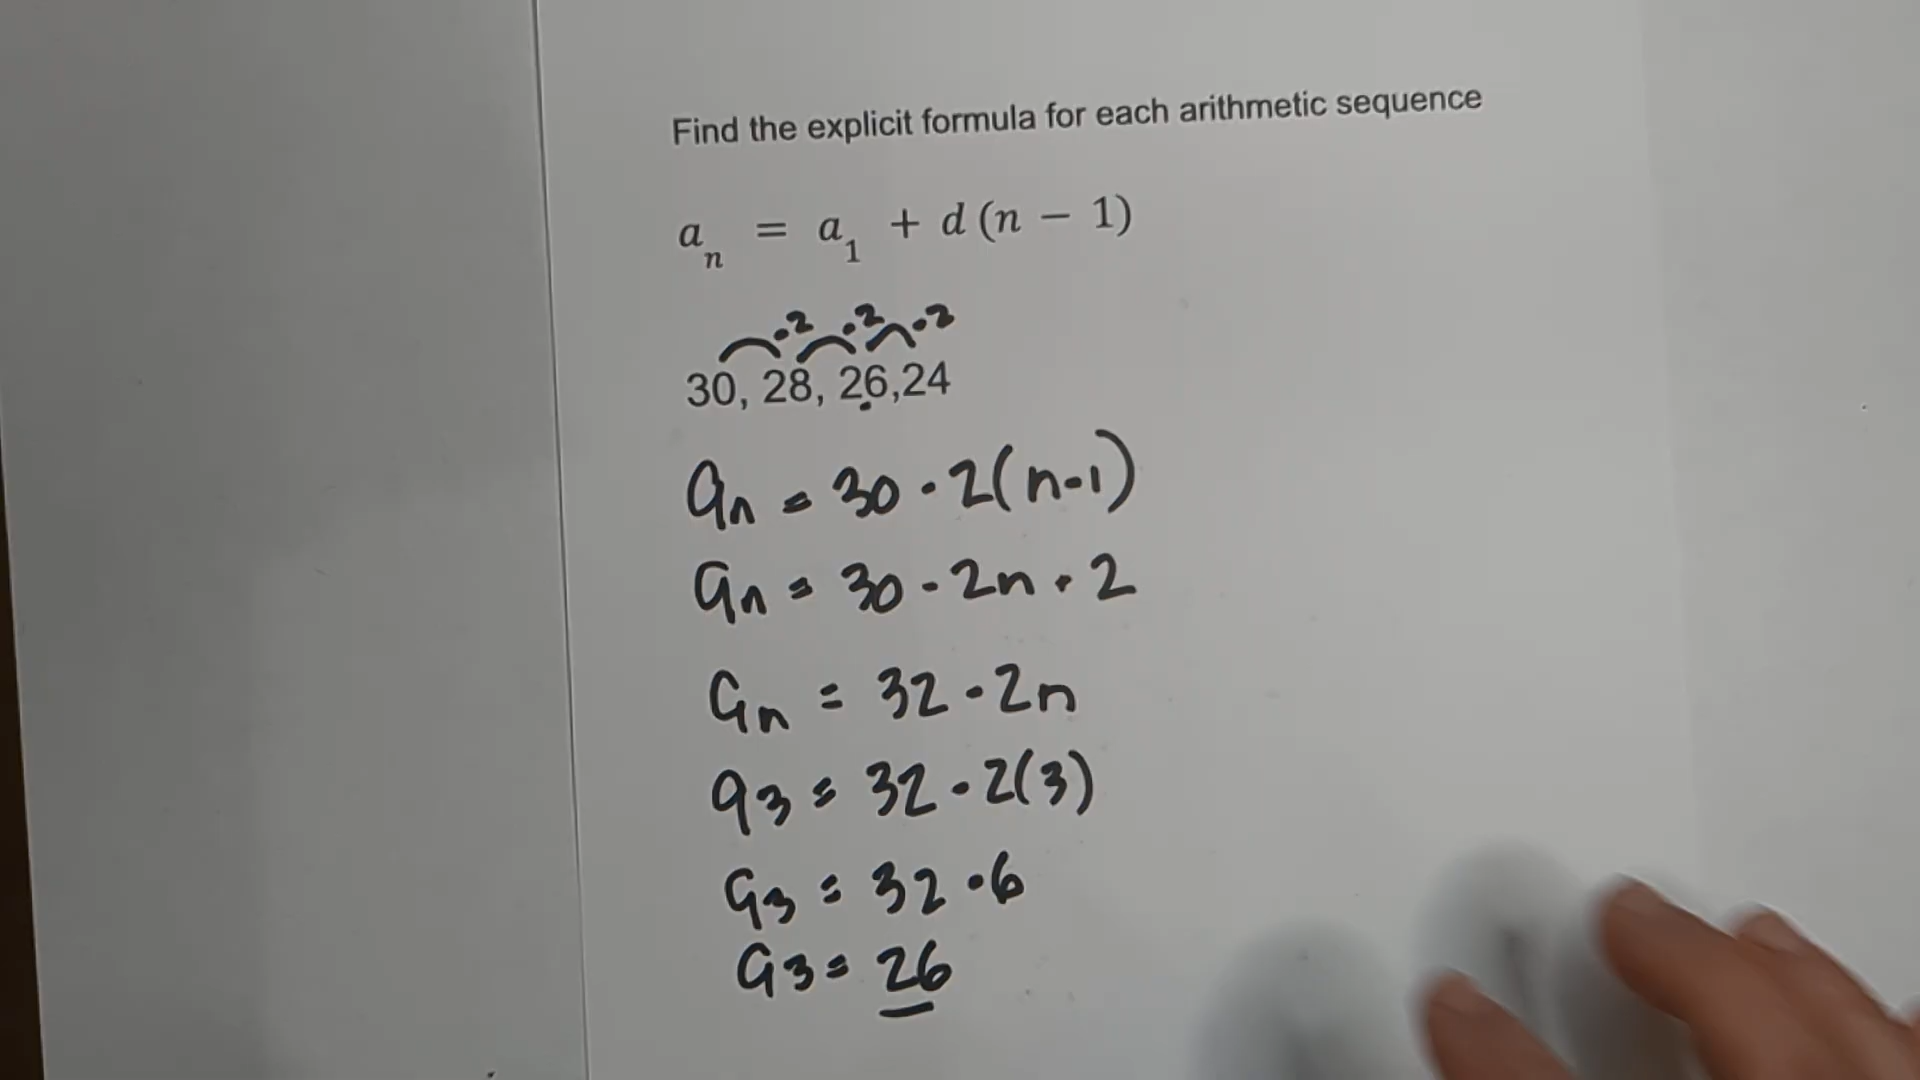 Find the explicit formula for each arithmetic sequence
aₙ = a₁ + d (n − 1)
-2 -2 -2
30, 28, 26,24
aₙ = 30 - 2(n-1)
aₙ = 30 - 2n + 2
aₙ = 32 - 2n
a₃ = 32 - 2(3)
a₃ = 32 - 6
a₃ = 26